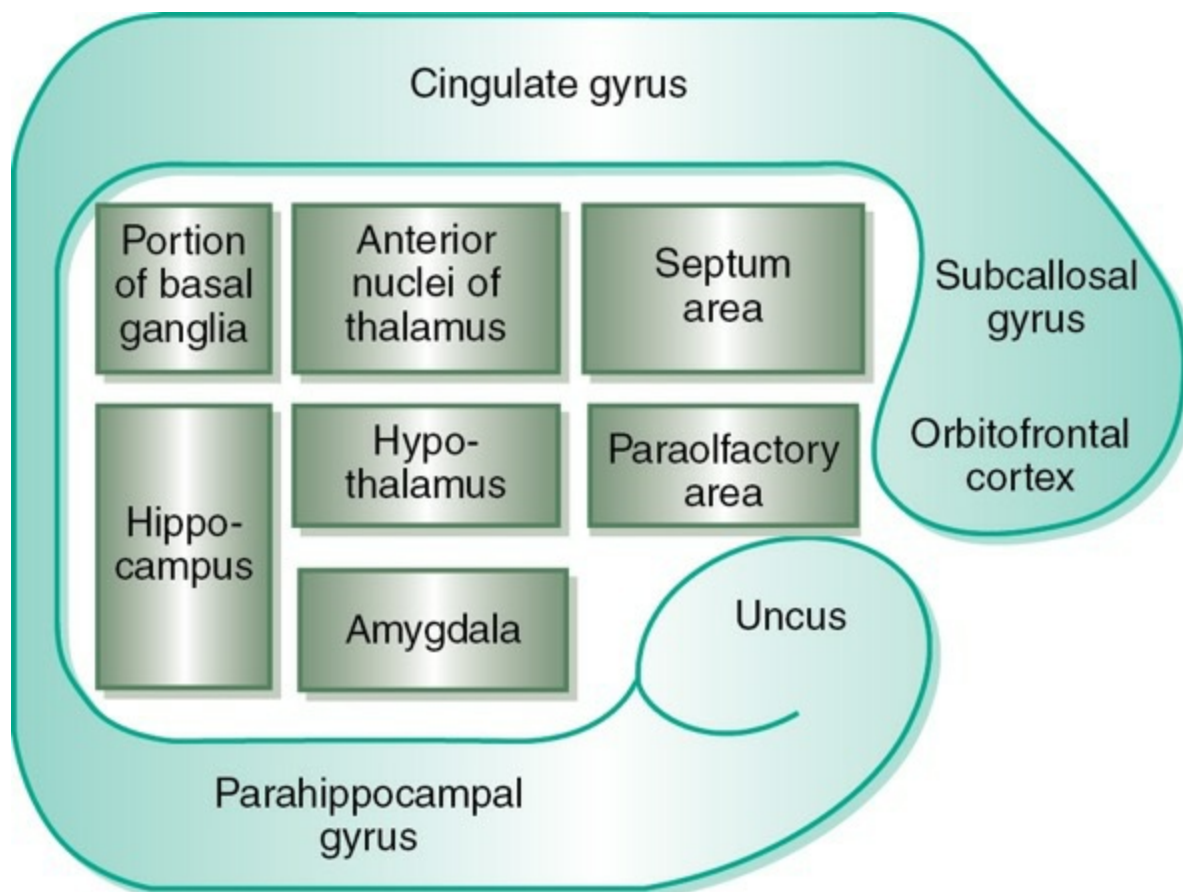 Cingulate gyrus
Portion
of basal
ganglia
Anterior
nuclei of
thalamus
Septum
area
Subcallosal
gyrus
Hippo-
campus
Hypo-
thalamus
Paraolfactory
area
Orbitofrontal
cortex
Amygdala
Uncus
Parahippocampal
gyrus